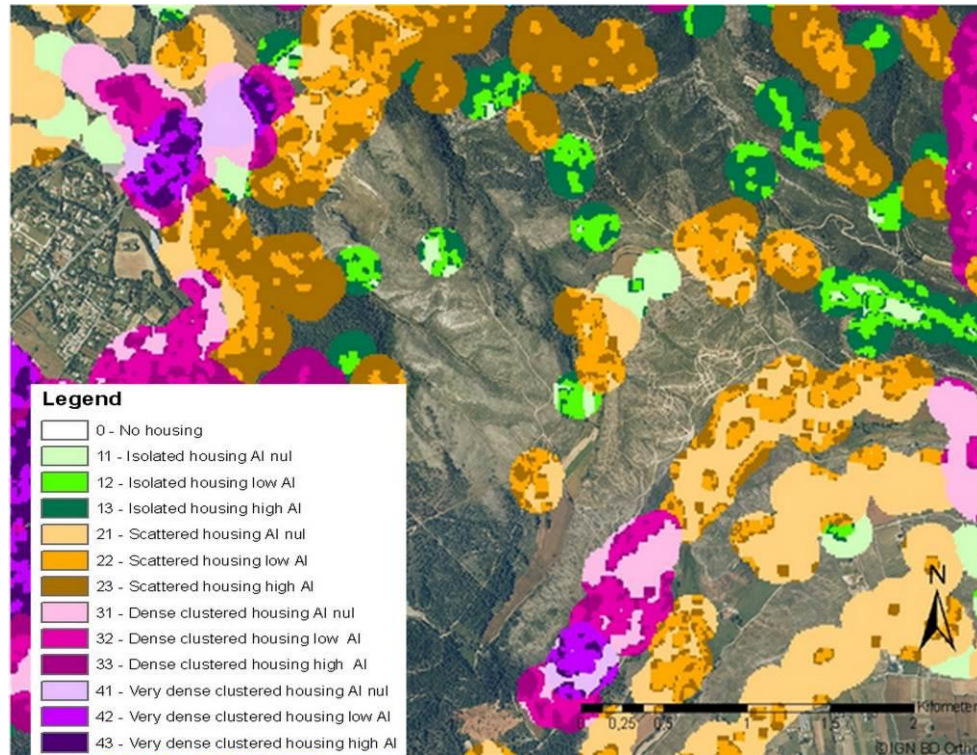 Legend
0 - No housing
11 - Isolated housing AI nul
12 - Isolated housing low AI
13 - Isolated housing high AI
21 - Scattered housing AI nul
22 - Scattered housing low AI
23 - Scattered housing high AI
31 - Dense clustered housing AI nul
32 - Dense clustered housing low AI
33 - Dense clustered housing high AI
41 - Very dense clustered housing AI nul
42 - Very dense clustered housing low AI
43 - Very dense clustered housing high AI
N
Kilometer
0 0,25 0,5 1 1,5 2
IGN BD